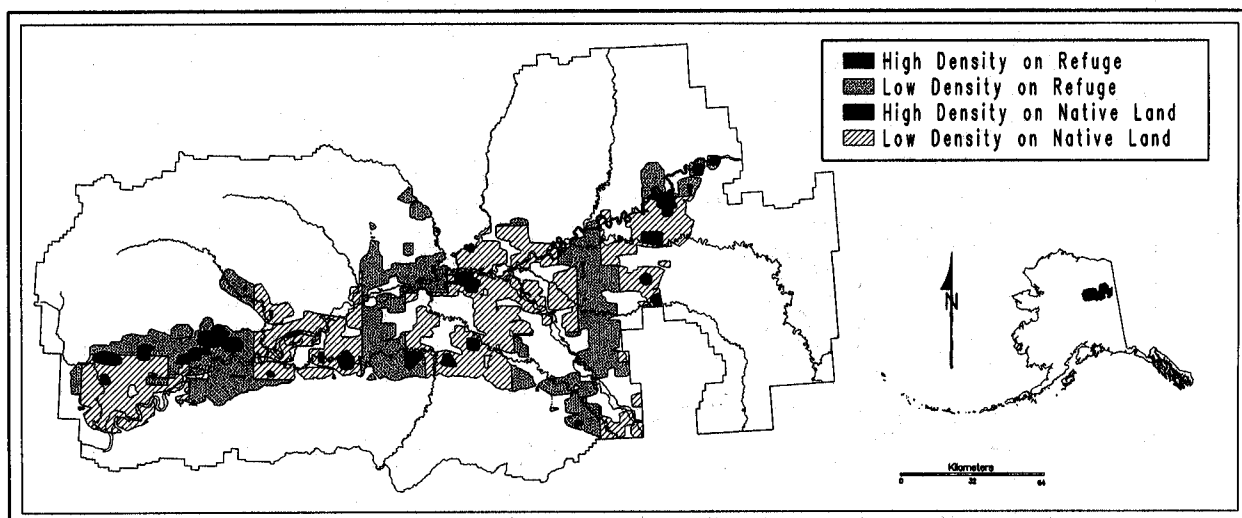 High Density on Refuge
Low Density on Refuge
High Density on Native Land
Low Density on Native Land
N
Kilometers
0 32 64